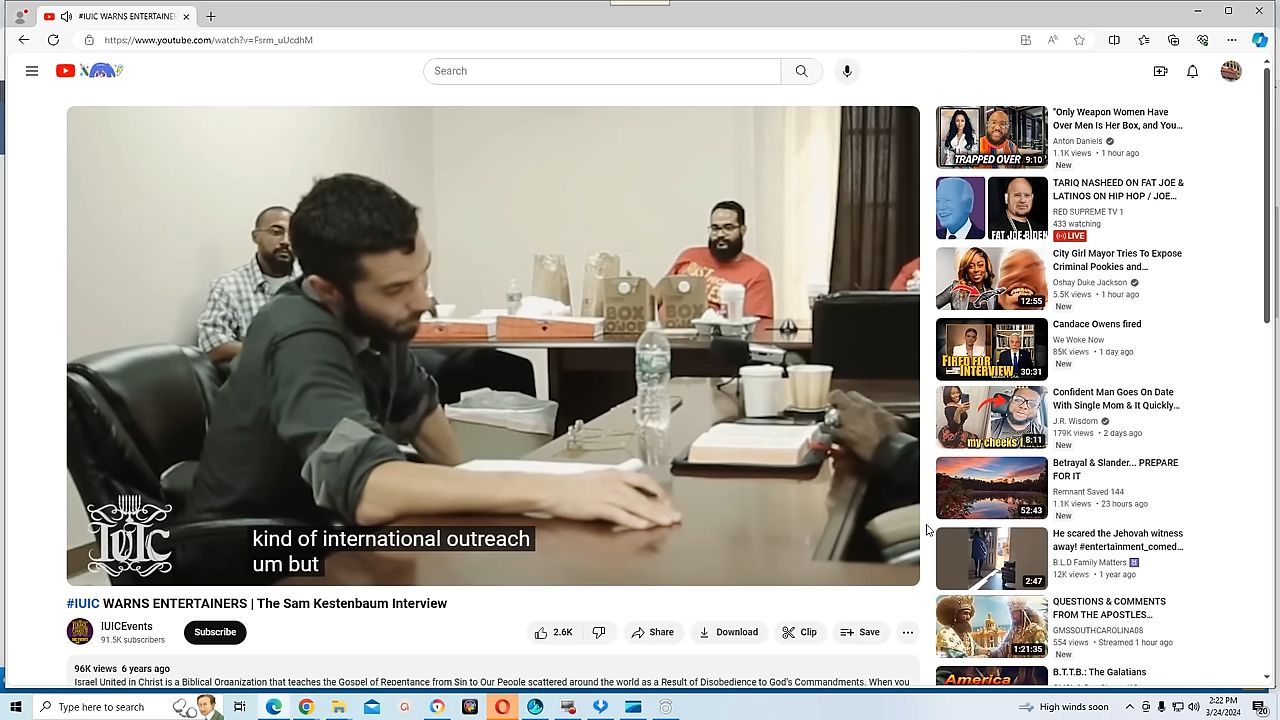 #IUIC WARNS ENTERTAINER
https://www.youtube.com/watch?v=Fsrm_uUcdhM
Search
kind of international outreach
um but
IUIC
#IUIC WARNS ENTERTAINERS | The Sam Kestenbaum Interview
IUICEvents
91.5K subscribers
Subscribe
2.6K
Share
Download
Clip
Save
96K views 6 years ago
Israel United in Christ is a Biblical Organization that teaches the Gospel of Repentance from Sin to Our People scattered around the world as a Result of Disobedience to God's Commandments. When you
TRAPPED OVER
9:10
"Only Weapon Women Have
Over Men Is Her Box, and You...
Anton Daniels
1.1K views • 1 hour ago
New
FAT JOE-BIDEN
TARIQ NASHEED ON FAT JOE &
LATINOS ON HIP HOP / JOE...
RED SUPREME TV 1
433 watching
LIVE
12:55
City Girl Mayor Tries To Expose
Criminal Pookies and...
Oshay Duke Jackson
5.5K views • 1 hour ago
New
FIRED FOR
INTERVIEW
30:31
Candace Owens fired
We Woke Now
85K views • 1 day ago
New
my cheeks
8:11
Confident Man Goes On Date
With Single Mom & It Quickly...
J.R. Wisdom
179K views • 2 days ago
New
52:43
Betrayal & Slander... PREPARE
FOR IT
Remnant Saved 144
1.1K views • 23 hours ago
New
2:47
He scared the Jehovah witness
away! #entertainment_comed...
B.L.D Family Matters
12K views • 1 year ago
1:21:35
QUESTIONS & COMMENTS
FROM THE APOSTLES...
GMSSOUTHCAROLINA08
554 views • Streamed 1 hour ago
New
America
B.T.T.B.: The Galatians
Type here to search
High winds soon
2:22 PM
3/24/2024
20